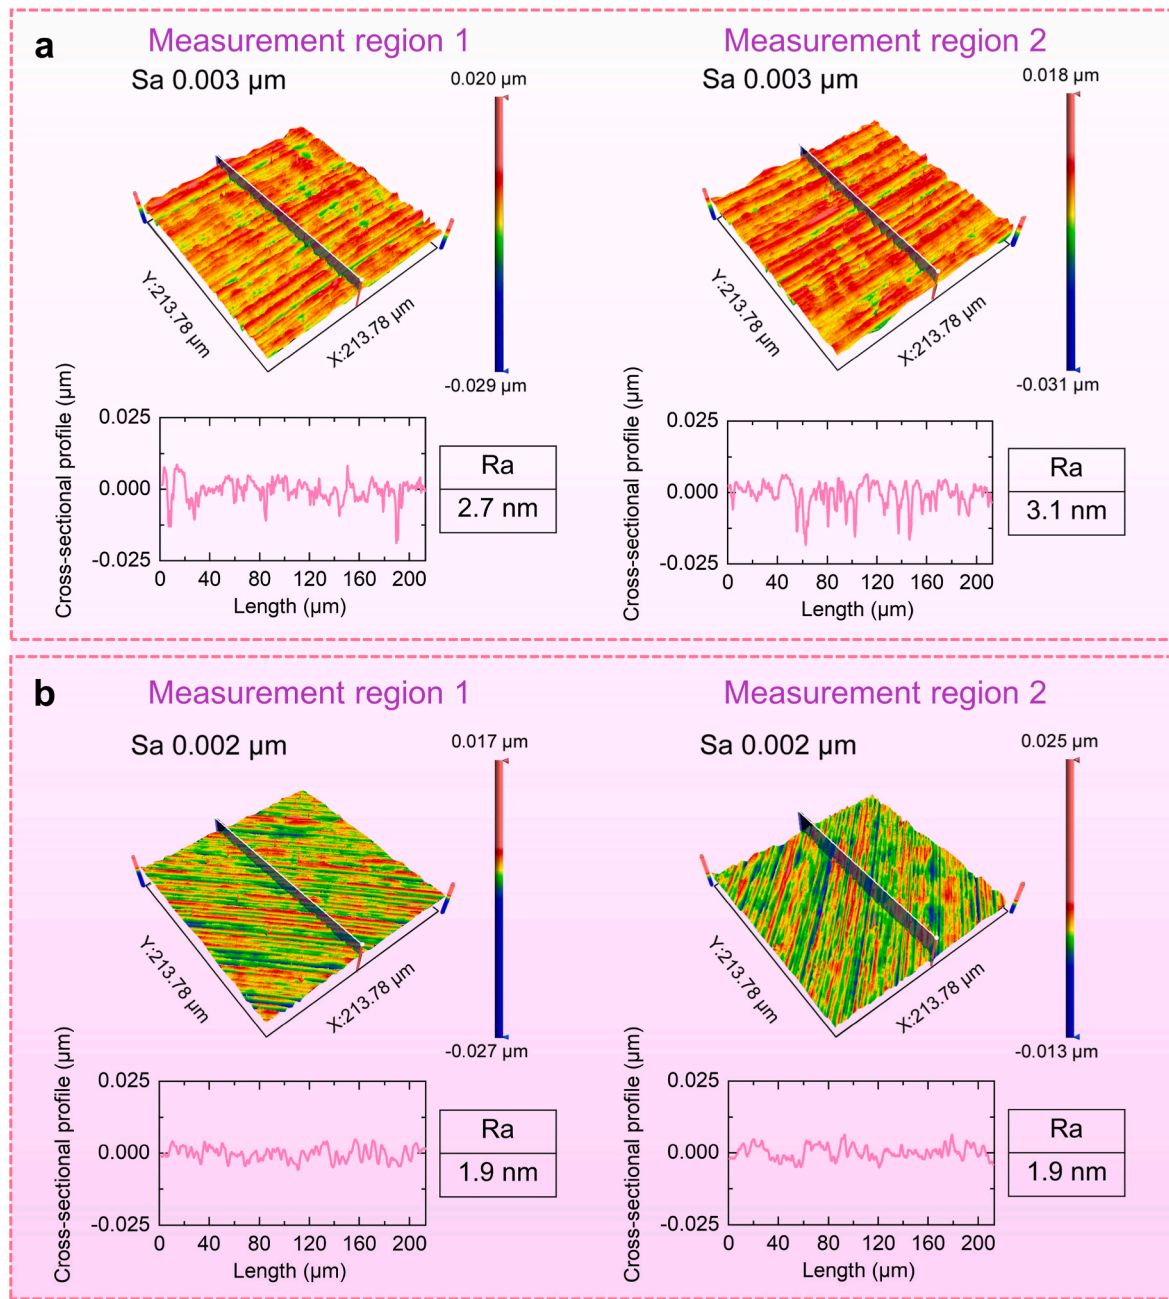 a
Measurement region 1
Sa 0.003 µm
0.020 µm
-0.029 µm
Y:213.78 µm
X:213.78 µm
Cross-sectional profile (µm)
0.025
0.000
-0.025
0 40 80 120 160 200
Length (µm)
Ra
2.7 nm
Measurement region 2
Sa 0.003 µm
0.018 µm
-0.031 µm
Y:213.78 µm
X:213.78 µm
Cross-sectional profile (µm)
0.025
0.000
-0.025
0 40 80 120 160 200
Length (µm)
Ra
3.1 nm
b
Measurement region 1
Sa 0.002 µm
0.017 µm
-0.027 µm
Y:213.78 µm
X:213.78 µm
Cross-sectional profile (µm)
0.025
0.000
-0.025
0 40 80 120 160 200
Length (µm)
Ra
1.9 nm
Measurement region 2
Sa 0.002 µm
0.025 µm
-0.013 µm
Y:213.78 µm
X:213.78 µm
Cross-sectional profile (µm)
0.025
0.000
-0.025
0 40 80 120 160 200
Length (µm)
Ra
1.9 nm